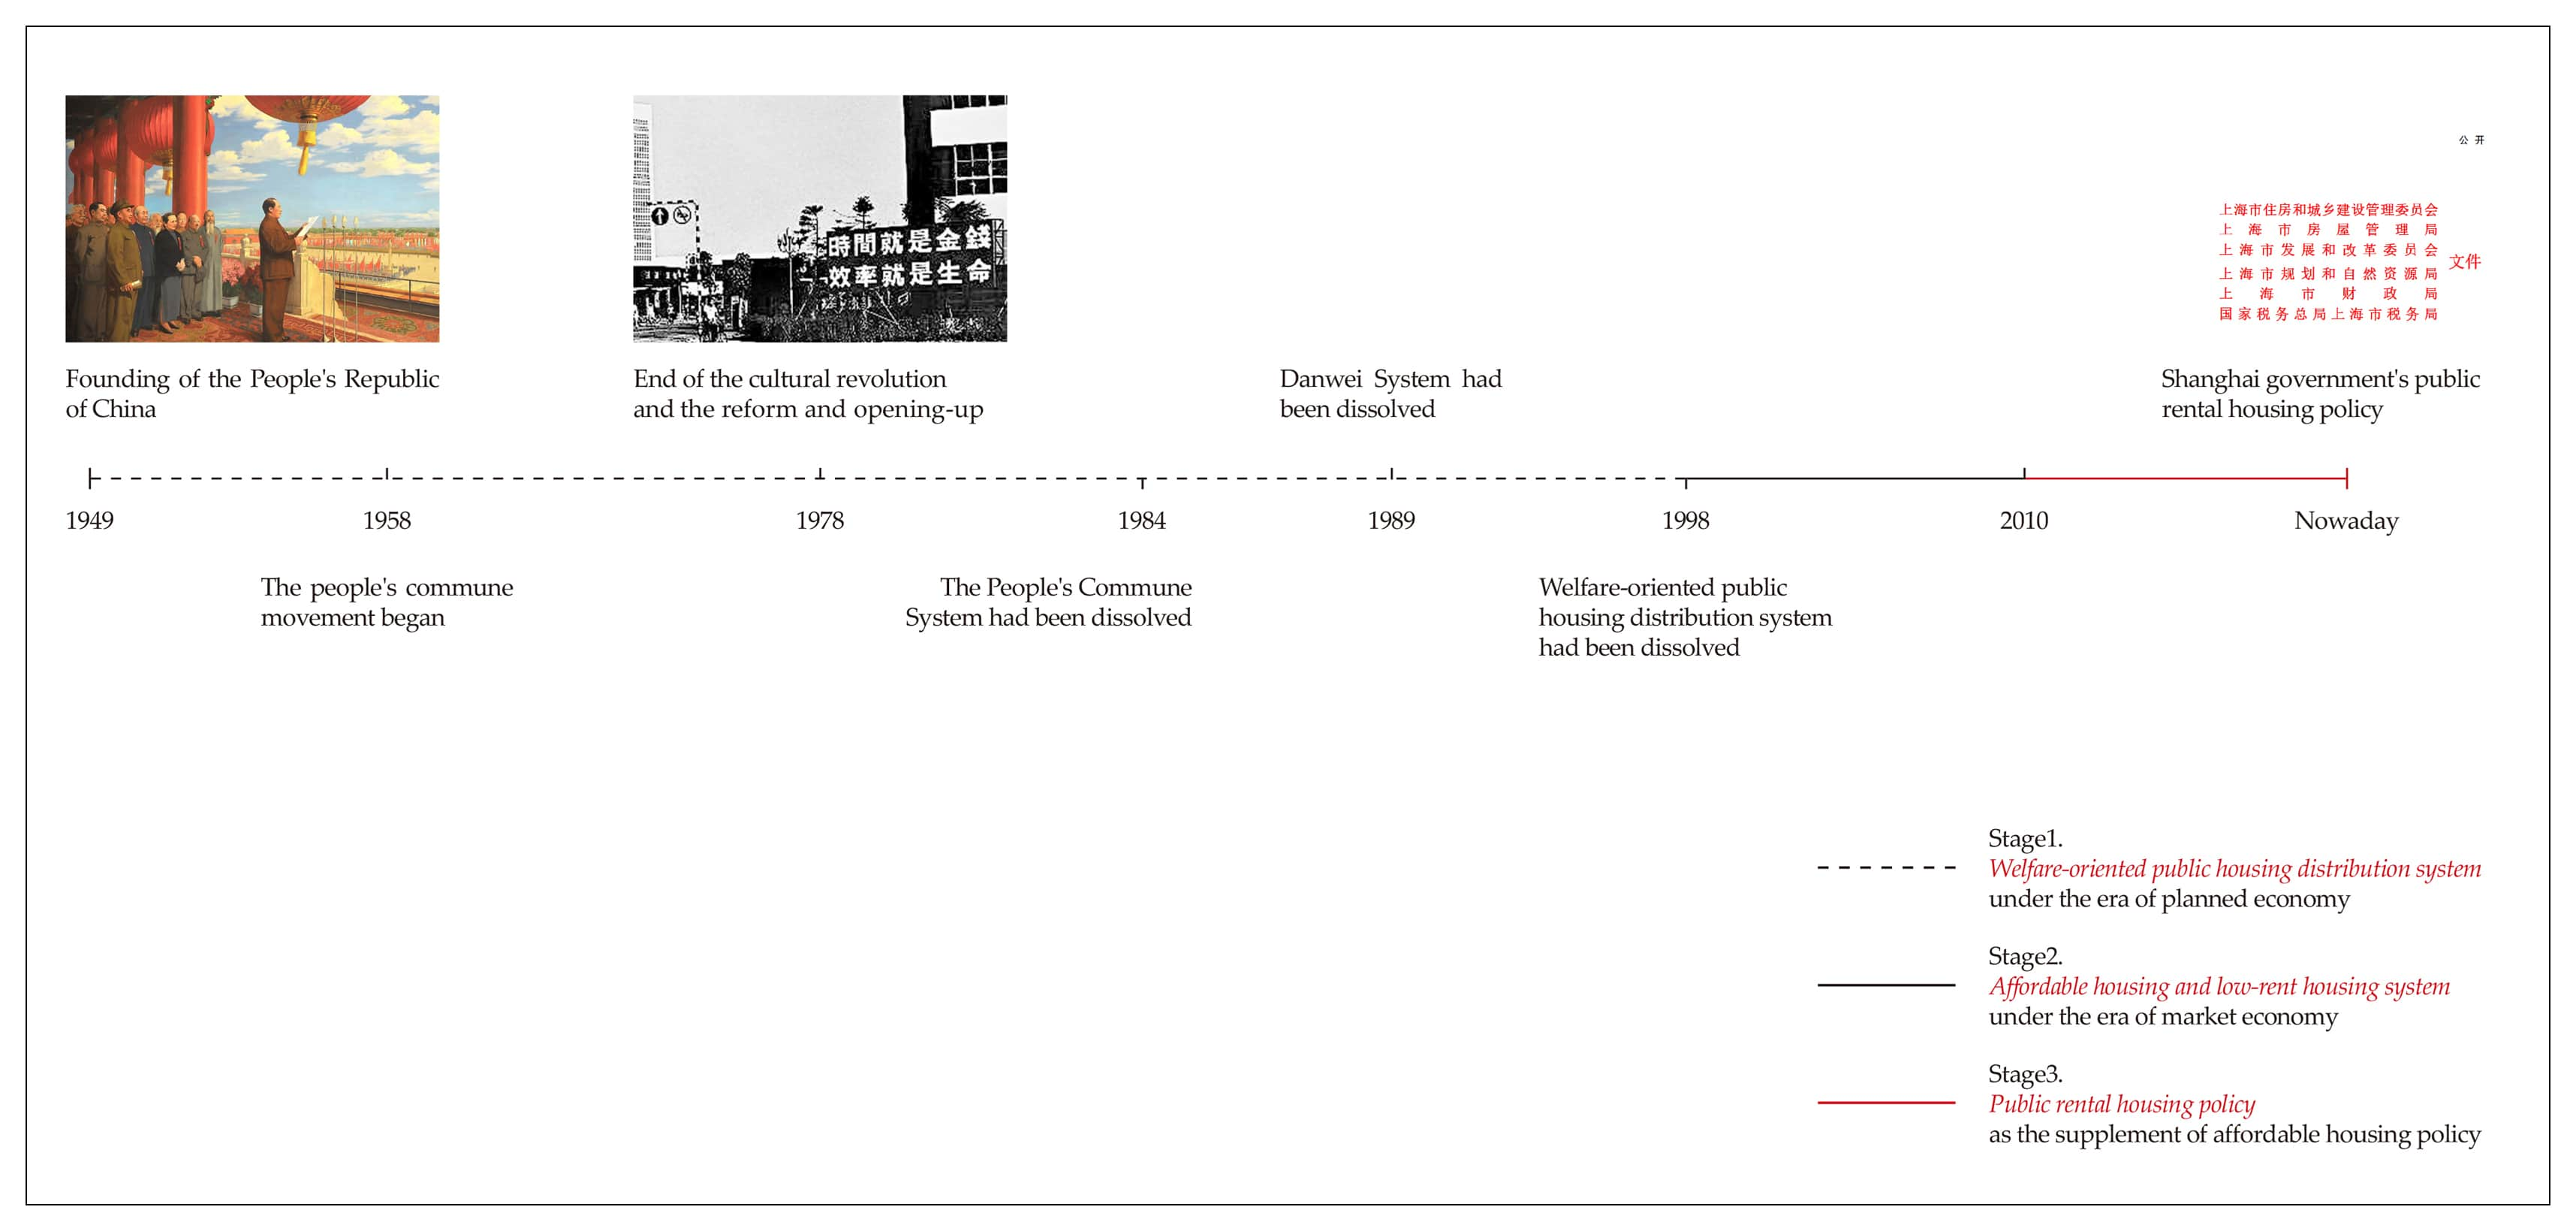 公 开
上海市住房和城乡建设管理委员会
上海市房屋管理局
上海市发展和改革委员会
文件
上海市规划和自然资源局
上海市财政局
国家税务总局上海市税务局
時間就是金錢
效率就是生命
Founding of the People's Republic
of China
End of the cultural revolution
and the reform and opening-up
Danwei System had
been dissolved
Shanghai government's public
rental housing policy
1949
1958
1978
1984
1989
1998
2010
Nowaday
The people's commune
movement began
The People's Commune
System had been dissolved
Welfare-oriented public
housing distribution system
had been dissolved
Stage1.
Welfare-oriented public housing distribution system
under the era of planned economy
Stage2.
Affordable housing and low-rent housing system
under the era of market economy
Stage3.
Public rental housing policy
as the supplement of affordable housing policy